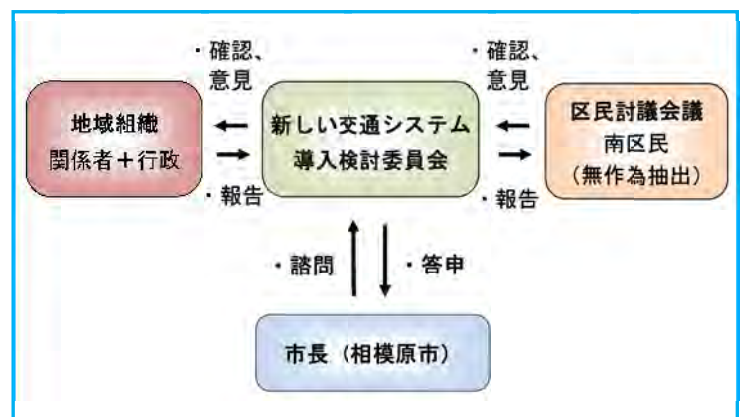 ・確認、
意見
・確認、
意見
地域組織
関係者＋行政
新しい交通システム
導入検討委員会
区民討議会議
南区民
（無作為抽出）
・報告
・報告
・諮問
・答申
市長（相模原市）